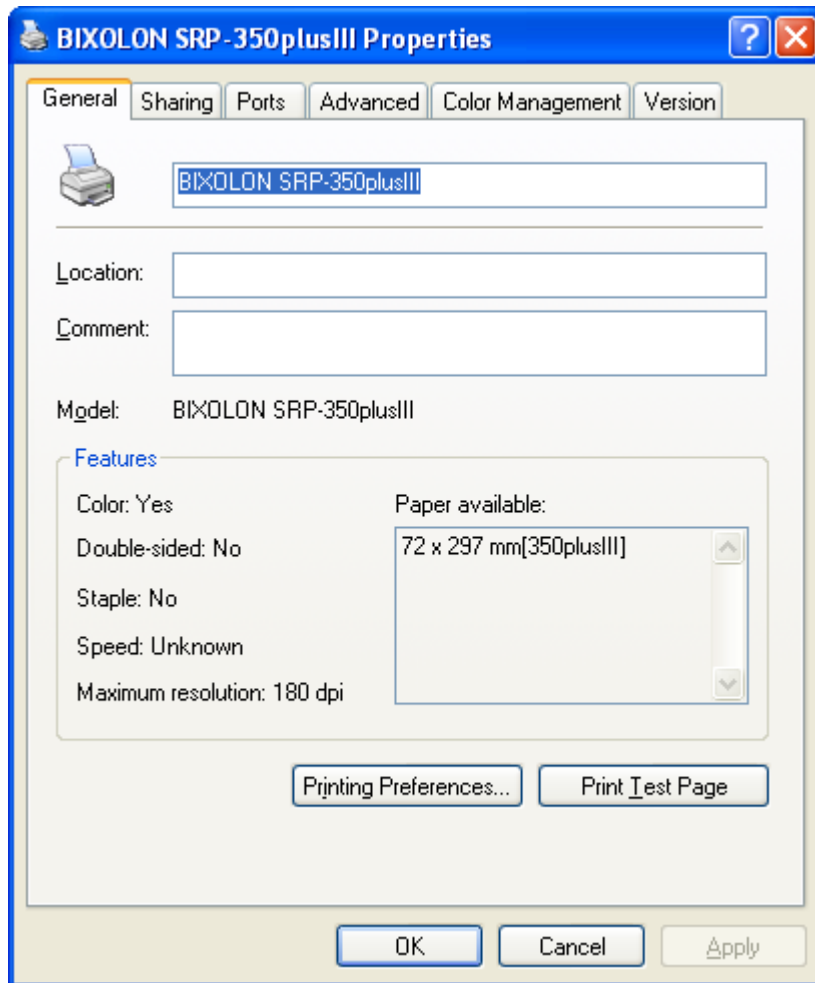 BIXOLON SRP-350plusIII Properties
General Sharing Ports Advanced Color Management Version
BIXOLON SRP-350plusIII
Location:
Comment:
Model: BIXOLON SRP-350plusIII
Features
Color: Yes Paper available:
Double-sided: No 72 x 297 mm[350plusIII]
Staple: No
Speed: Unknown
Maximum resolution: 180 dpi
Printing Preferences... Print Test Page
OK Cancel Apply